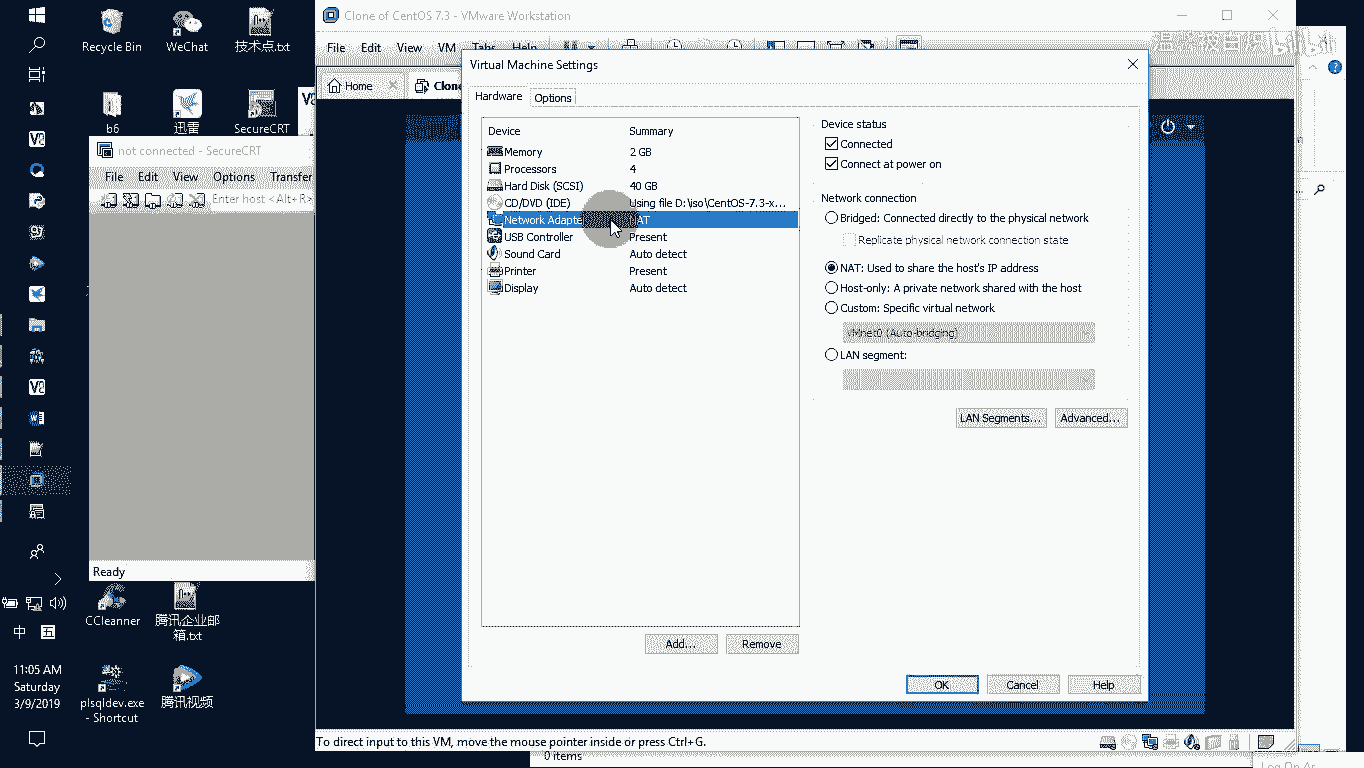 Recycle Bin
WeChat
技术点.txt
b6
迅雷
SecureCRT
not connected - SecureCRT
File Edit View Options Transfer
Enter host <Alt+R>
Ready
CCleanner
腾讯企业邮
箱.txt
plsqldev.exe
- Shortcut
腾讯视频
中
五
11:05 AM
Saturday
3/9/2019
Clone of CentOS 7.3 - VMware Workstation
File Edit View VM Tabs Help
Home
Clone
Virtual Machine Settings
Hardware Options
Device Summary
Memory 2 GB
Processors 4
Hard Disk (SCSI) 40 GB
CD/DVD (IDE) Using file D:\iso\CentOS-7.3-x...
Network Adapte AT
USB Controller Present
Sound Card Auto detect
Printer Present
Display Auto detect
Add... Remove
Device status
Connected
Connect at power on
Network connection
Bridged: Connected directly to the physical network
Replicate physical network connection state
NAT: Used to share the host's IP address
Host-only: A private network shared with the host
Custom: Specific virtual network
VMnet0 (Auto-bridging)
LAN segment:
LAN Segments... Advanced...
OK Cancel Help
To direct input to this VM, move the mouse pointer inside or press Ctrl+G.
0 items
Log On As
bilibili